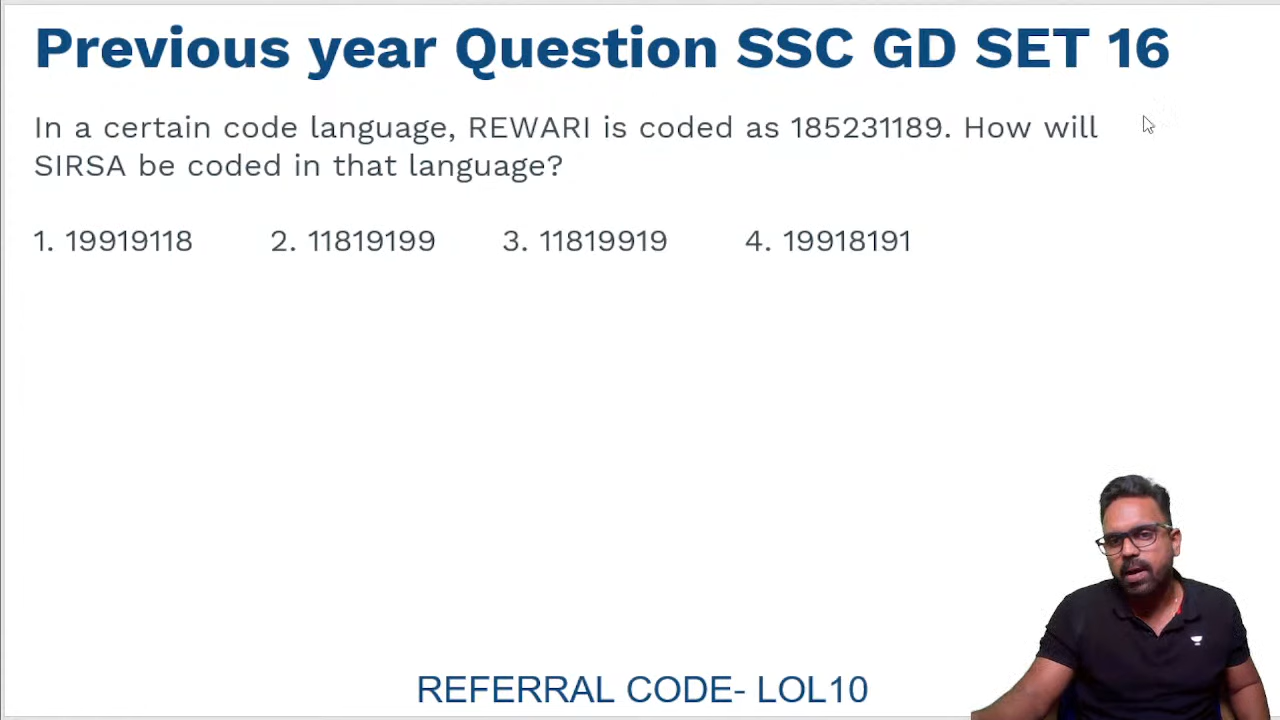 Previous year Question SSC GD SET 16
In a certain code language, REWARI is coded as 185231189. How will
SIRSA be coded in that language?
1. 19919118 2. 11819199 3. 11819919 4. 19918191
REFERRAL CODE- LOL10